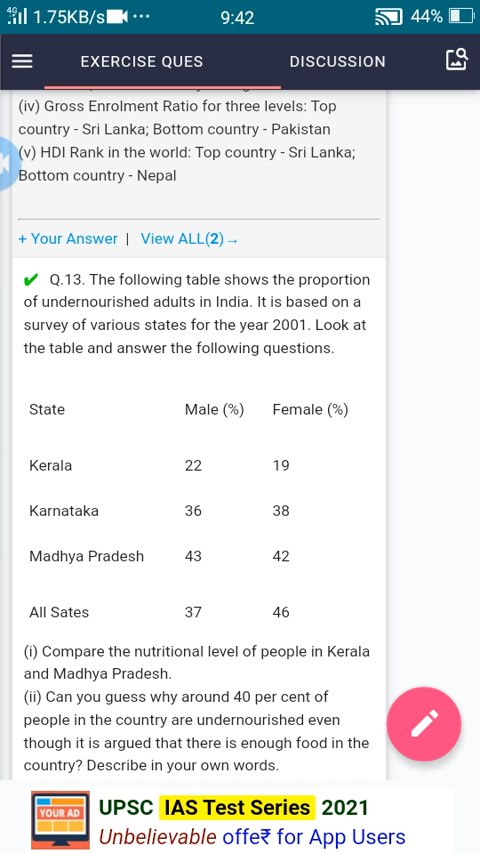 4G 1.75KB/s ... 9:42 44%
EXERCISE QUES DISCUSSION
(iv) Gross Enrolment Ratio for three levels: Top
country - Sri Lanka; Bottom country - Pakistan
(v) HDI Rank in the world: Top country - Sri Lanka;
Bottom country - Nepal
+ Your Answer | View ALL(2)→
✔ Q.13. The following table shows the proportion
of undernourished adults in India. It is based on a
survey of various states for the year 2001. Look at
the table and answer the following questions.
State Male (%) Female (%)
Kerala 22 19
Karnataka 36 38
Madhya Pradesh 43 42
All Sates 37 46
(i) Compare the nutritional level of people in Kerala
and Madhya Pradesh.
(ii) Can you guess why around 40 per cent of
people in the country are undernourished even
though it is argued that there is enough food in the
country? Describe in your own words.
YOUR AD
UPSC IAS Test Series 2021
Unbelievable offe₹ for App Users